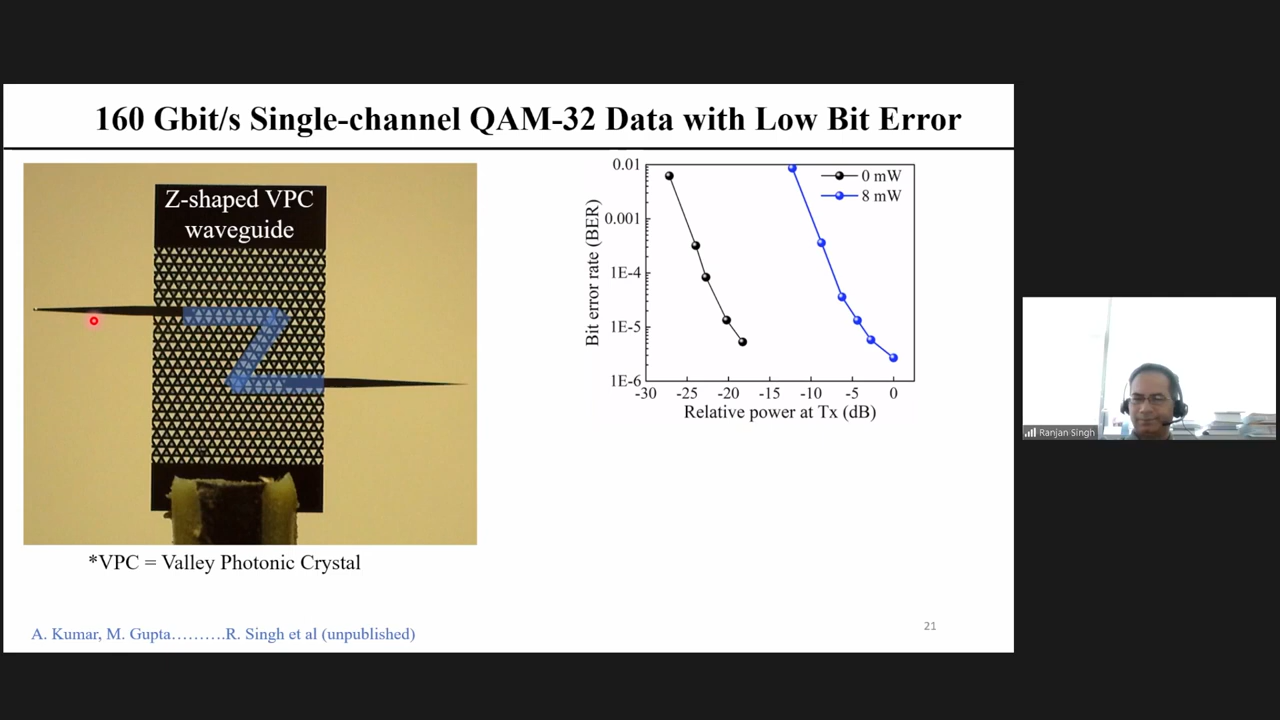 160 Gbit/s Single-channel QAM-32 Data with Low Bit Error
Z-shaped VPC
waveguide
*VPC = Valley Photonic Crystal
0.01
0.001
1E-4
1E-5
1E-6
Bit error rate (BER)
0 mW
8 mW
-30 -25 -20 -15 -10 -5 0
Relative power at Tx (dB)
A. Kumar, M. Gupta……….R. Singh et al (unpublished)
21
Ranjan Singh